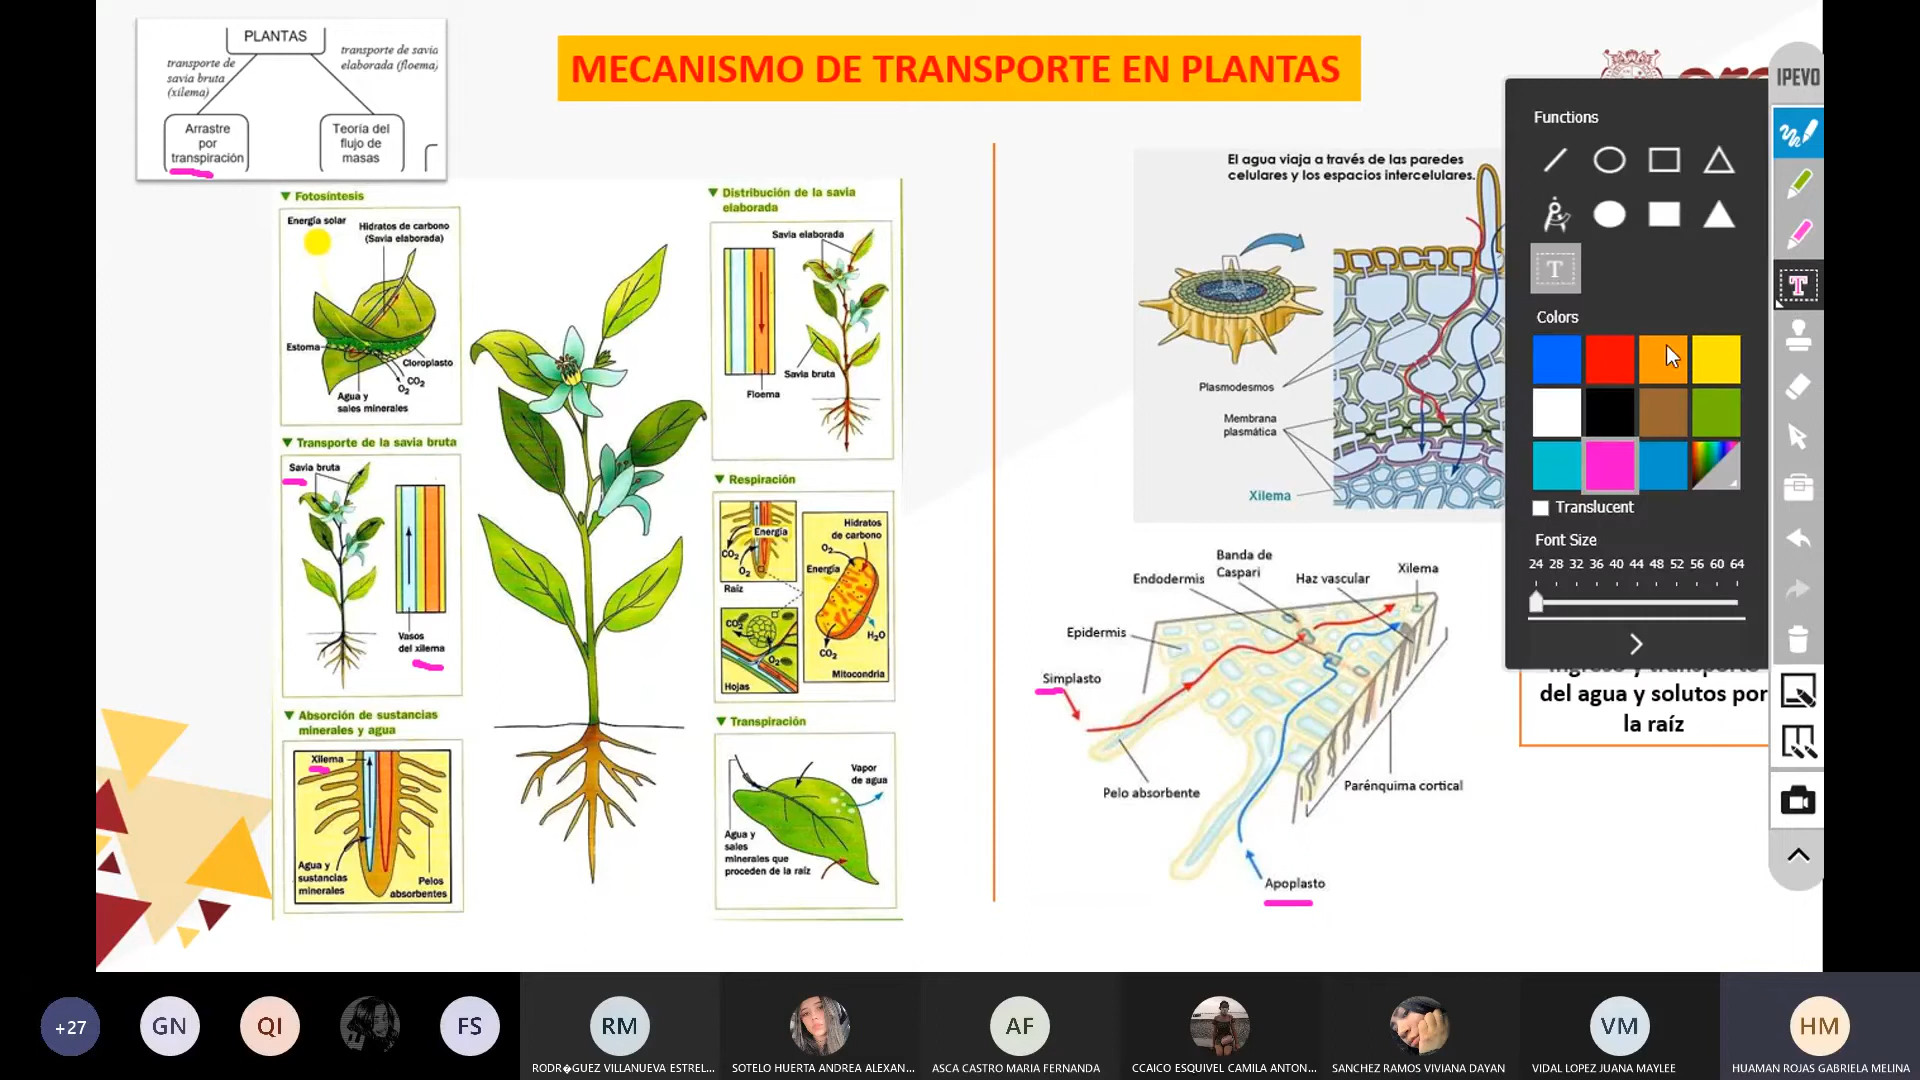 PLANTAS
transporte de
savia bruta
(xilema)
transporte de savia
elaborada (floema)
Arrastre
por
transpiración
Teoría del
flujo de
masas
MECANISMO DE TRANSPORTE EN PLANTAS
Fotosíntesis
Energía solar
Hidratos de carbono
(Savia elaborada)
Estoma
Cloroplasto
CO2
O2
Agua y
sales minerales
Transporte de la savia bruta
Savia bruta
Vasos
del xilema
Absorción de sustancias
minerales y agua
Xilema
Agua y
sustancias
minerales
Pelos
absorbentes
Distribución de la savia
elaborada
Savia elaborada
Savia bruta
Floema
Respiración
Energía
CO2
O2
Raíz
CO2
O2
Hojas
Hidratos
de carbono
O2
Energía
H2O
CO2
Mitocondria
Transpiración
Vapor
de agua
Agua y
sales
minerales que
proceden de la raíz
El agua viaja a través de las paredes
celulares y los espacios intercelulares.
Plasmodesmos
Membrana
plasmática
Xilema
Banda de
Caspari
Endodermis
Haz vascular
Xilema
Epidermis
Simplasto
Pelo absorbente
Parénquima cortical
Apoplasto
del agua y solutos por
la raíz
IPEVO
Functions
T
Colors
Translucent
Font Size
24 28 32 36 40 44 48 52 56 60 64
T
+27
GN
QI
FS
RM
AF
VM
HM
RODR�GUEZ VILLANUEVA ESTREL...
SOTELO HUERTA ANDREA ALEXAN...
ASCA CASTRO MARIA FERNANDA
CCAICO ESQUIVEL CAMILA ANTON...
SANCHEZ RAMOS VIVIANA DAYAN
VIDAL LOPEZ JUANA MAYLEE
HUAMAN ROJAS GABRIELA MELINA